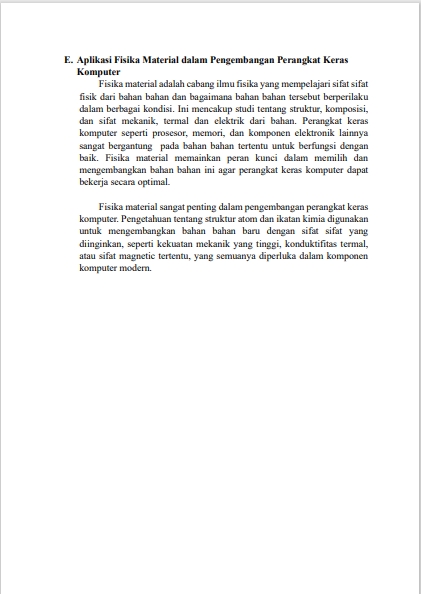 E. Aplikasi Fisika Material dalam Pengembangan Perangkat Keras
Komputer
Fisika material adalah cabang ilmu fisika yang mempelajari sifat sifat
fisik dari bahan bahan dan bagaimana bahan bahan tersebut berperilaku
dalam berbagai kondisi. Ini mencakup studi tentang struktur, komposisi,
dan sifat mekanik, termal dan elektrik dari bahan. Perangkat keras
komputer seperti prosesor, memori, dan komponen elektronik lainnya
sangat bergantung pada bahan bahan tertentu untuk berfungsi dengan
baik. Fisika material memainkan peran kunci dalam memilih dan
mengembangkan bahan bahan ini agar perangkat keras komputer dapat
bekerja secara optimal.
Fisika material sangat penting dalam pengembangan perangkat keras
komputer. Pengetahuan tentang struktur atom dan ikatan kimia digunakan
untuk mengembangkan bahan bahan baru dengan sifat sifat yang
diinginkan, seperti kekuatan mekanik yang tinggi, konduktifitas termal,
atau sifat magnetic tertentu, yang semuanya diperluka dalam komponen
komputer modern.